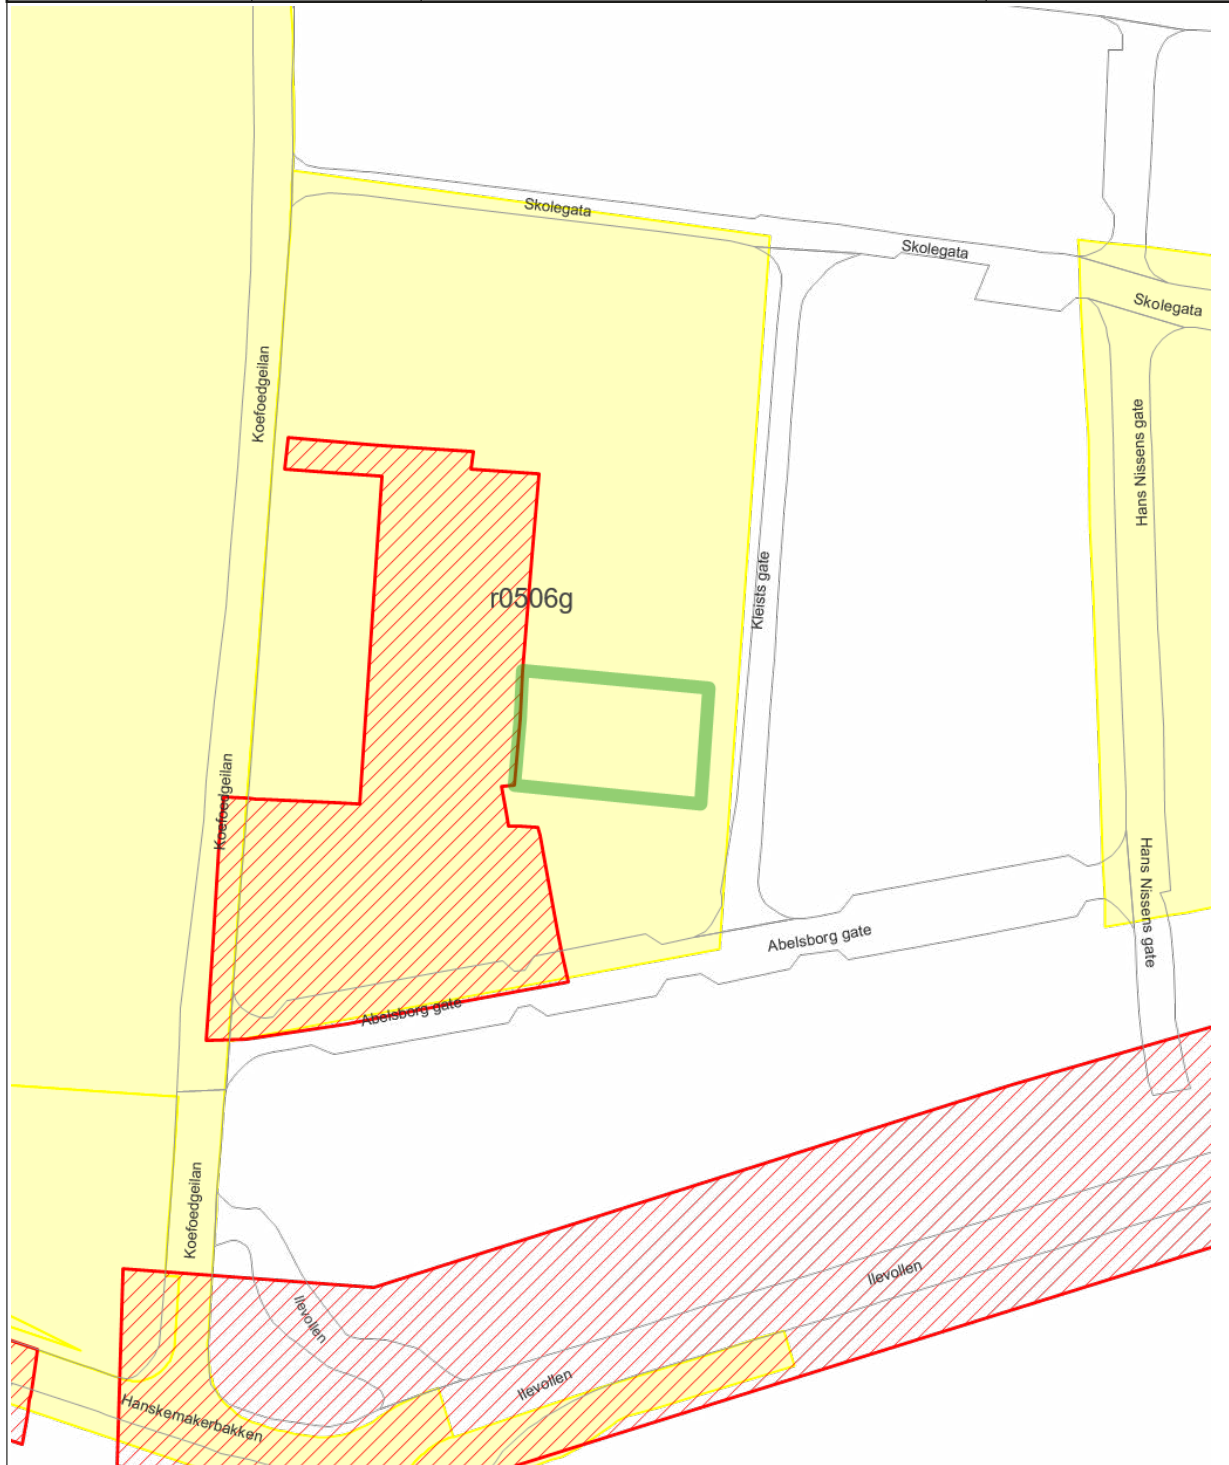 Skolegata
Skolegata
Skolegata
Koefoedgeilan
Hans Nissens gate
Kleists gate
r0506g
Koefoedgeilan
Hans Nissens gate
Abelsborg gate
Abelsborg gate
Koefoedgeilan
Ilevollen
Ilevollen
Ilevollen
Hanskemakerbakken